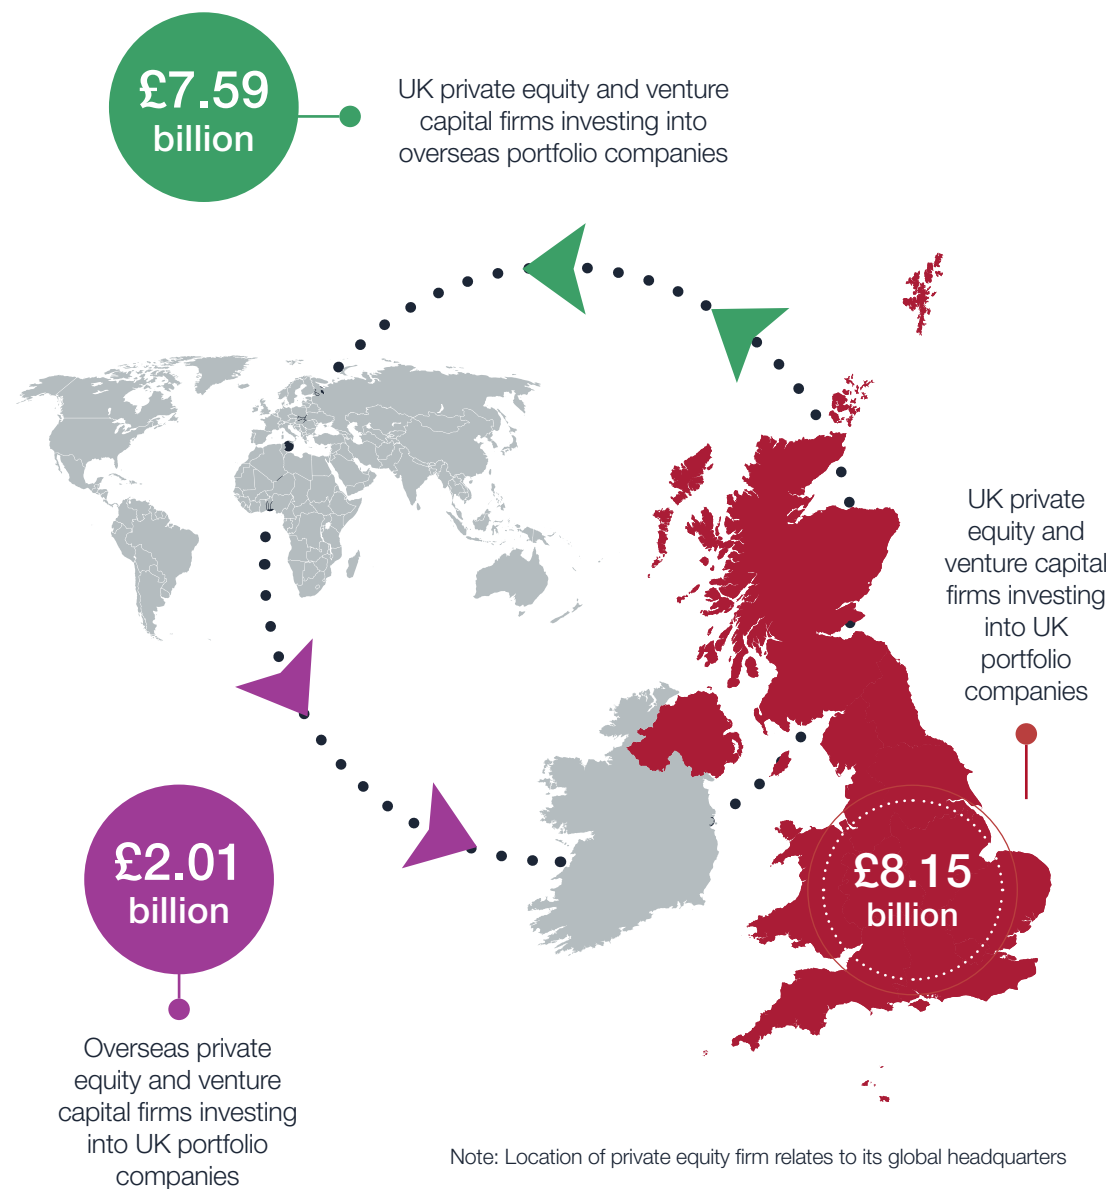 £7.59
billion
UK private equity and venture
capital firms investing into
overseas portfolio companies
UK private
equity and
venture capital
firms investing
into UK
portfolio
companies
£8.15
billion
£2.01
billion
Overseas private
equity and venture
capital firms investing
into UK portfolio
companies
Note: Location of private equity firm relates to its global headquarters